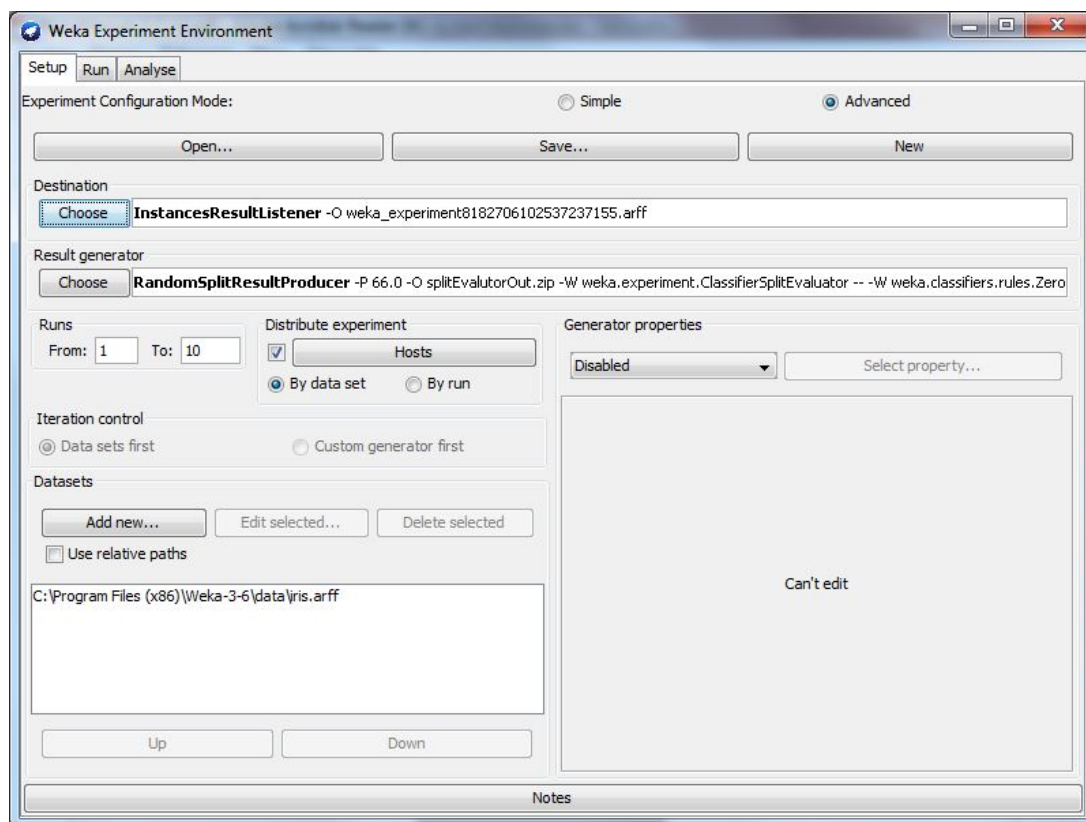 Weka Experiment Environment
Setup Run Analyse
Experiment Configuration Mode: Simple Advanced
Open... Save... New
Destination
Choose InstancesResultListener -O weka_experiment8182706102537237155.arff
Result generator
Choose RandomSplitResultProducer -P 66.0 -O splitEvalutorOut.zip -W weka.experiment.ClassifierSplitEvaluator -- -W weka.classifiers.rules.Zero
Runs Distribute experiment Generator properties
From: 1 To: 10 Hosts
Disabled Select property...
By data set By run
Iteration control
Data sets first Custom generator first
Datasets
Add new... Edit selected... Delete selected
Use relative paths
C:\Program Files (x86)\Weka-3-6\data\iris.arff
Can't edit
Up Down
Notes